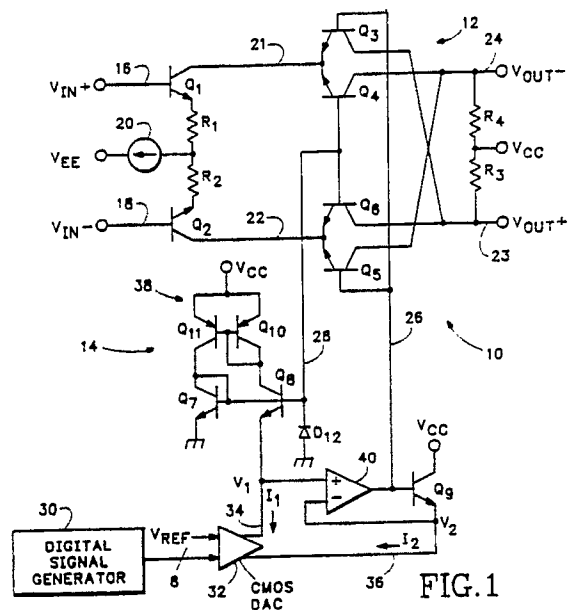 Q3
12
21
24
16
VIN+
Q1
Q4
VOUT-
20
R1
R4
VEE
VCC
R2
R3
Q6
18
VIN-
Q2
22
VOUT+
23
Q5
VCC
38
26
10
Q11
Q10
28
14
Q8
Q7
D12
VCC
40
V1
+
-
Q9
34
I1
V2
30
VREF
I2
DIGITAL
SIGNAL
GENERATOR
8
32
CMOS
DAC
36
FIG.1